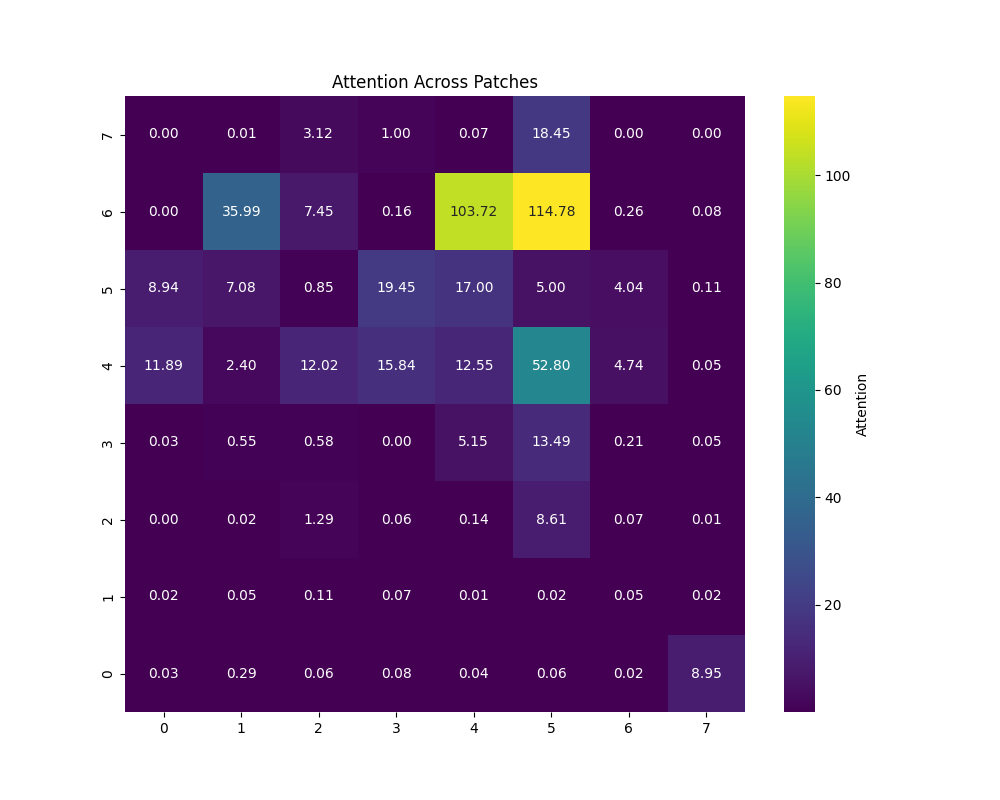 Attention Across Patches
7 0.00 0.01 3.12 1.00 0.07 18.45 0.00 0.00
6 0.00 35.99 7.45 0.16 103.72 114.78 0.26 0.08
5 8.94 7.08 0.85 19.45 17.00 5.00 4.04 0.11
4 11.89 2.40 12.02 15.84 12.55 52.80 4.74 0.05
3 0.03 0.55 0.58 0.00 5.15 13.49 0.21 0.05
2 0.00 0.02 1.29 0.06 0.14 8.61 0.07 0.01
1 0.02 0.05 0.11 0.07 0.01 0.02 0.05 0.02
0 0.03 0.29 0.06 0.08 0.04 0.06 0.02 8.95
0 1 2 3 4 5 6 7
100
80
60
40
20
Attention